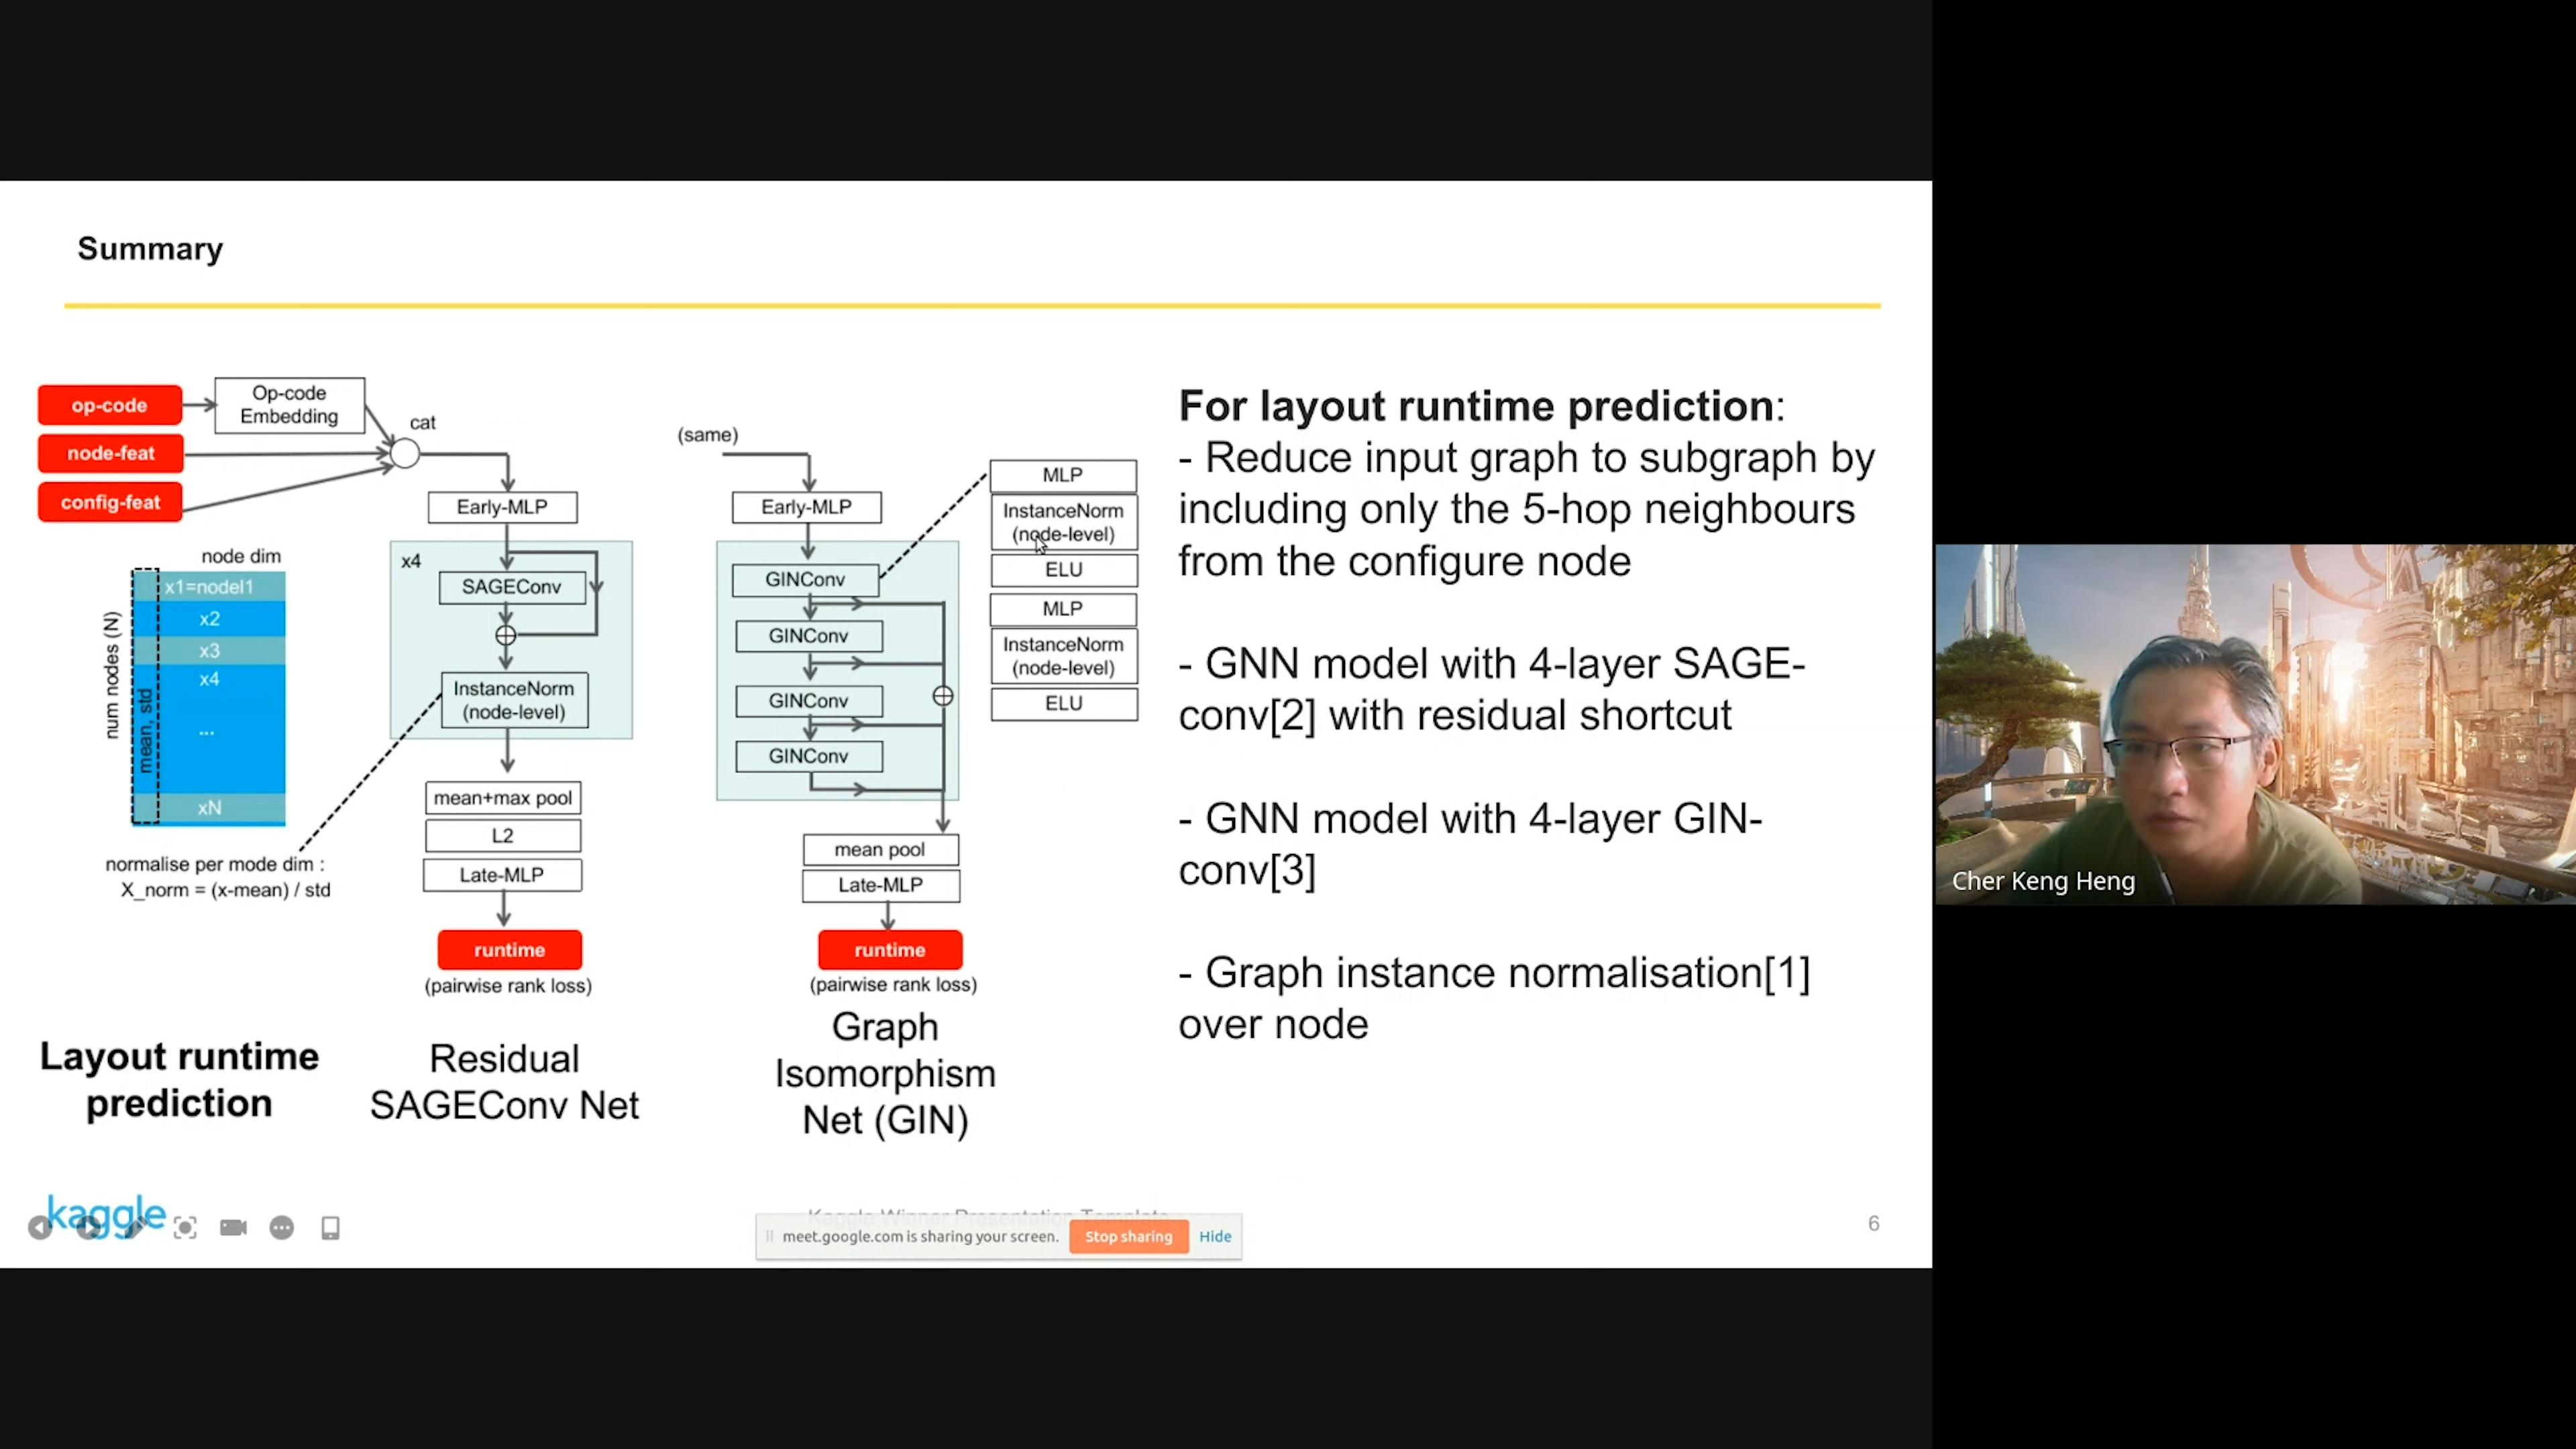 Summary
op-code
Op-code
Embedding
node-feat
config-feat
cat
Early-MLP
x4
SAGEConv
InstanceNorm
(node-level)
mean+max pool
L2
Late-MLP
runtime
(pairwise rank loss)
node dim
num nodes (N)
mean, std
x1=nodel1
x2
x3
x4
...
xN
normalise per mode dim :
X_norm = (x-mean) / std
(same)
Early-MLP
GINConv
GINConv
GINConv
GINConv
mean pool
Late-MLP
runtime
(pairwise rank loss)
MLP
InstanceNorm
(node-level)
ELU
MLP
InstanceNorm
(node-level)
ELU
Layout runtime
prediction
Residual
SAGEConv Net
Graph
Isomorphism
Net (GIN)
For layout runtime prediction:
- Reduce input graph to subgraph by
including only the 5-hop neighbours
from the configure node
- GNN model with 4-layer SAGE-
conv[2] with residual shortcut
- GNN model with 4-layer GIN-
conv[3]
- Graph instance normalisation[1]
over node
kaggle
Kaggle Winner Presentation Template
meet.google.com is sharing your screen.
Stop sharing
Hide
6
Cher Keng Heng